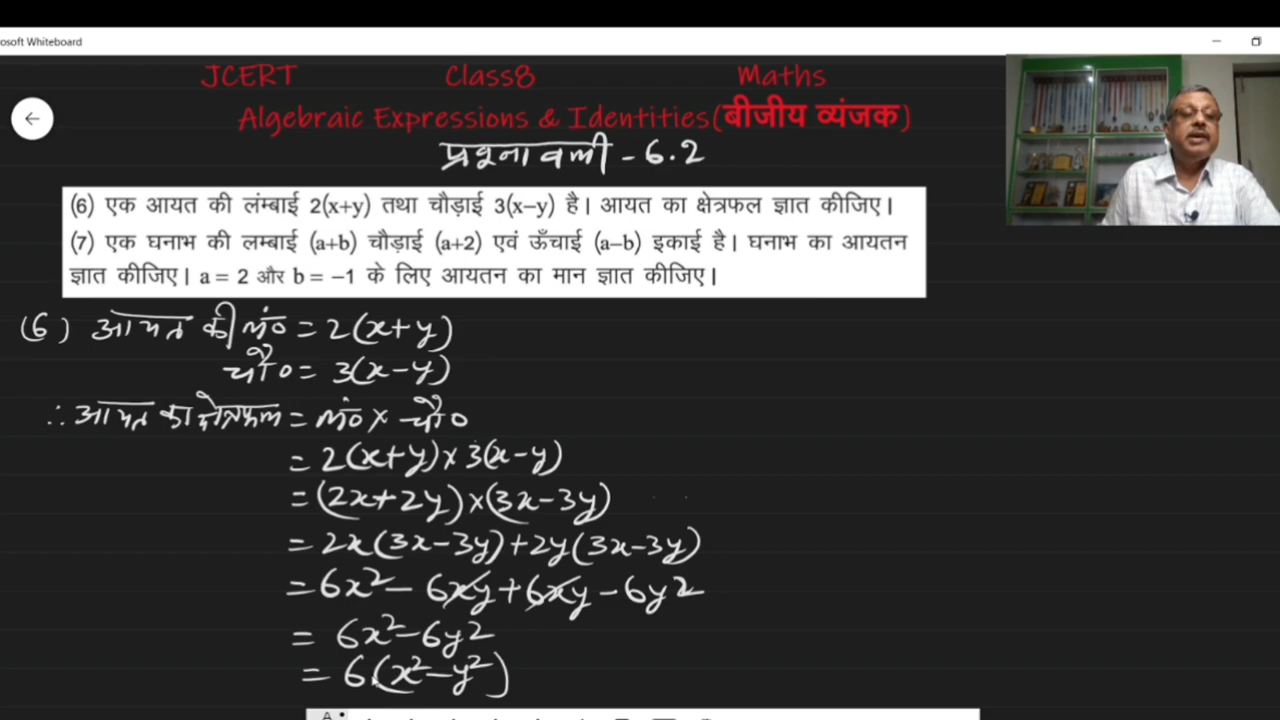 osoft Whiteboard
JCERT Class8 Maths
Algebraic Expressions & Identities(बीजीय व्यंजक)
प्रश्नावली - 6.2
(6) एक आयत की लंम्बाई 2(x+y) तथा चौड़ाई 3(x–y) है। आयत का क्षेत्रफल ज्ञात कीजिए।
(7) एक घनाभ की लम्बाई (a+b) चौड़ाई (a+2) एवं ऊँचाई (a–b) इकाई है। घनाभ का आयतन
ज्ञात कीजिए। a = 2 और b = –1 के लिए आयतन का मान ज्ञात कीजिए।
(6) आयत की लं० = 2(x+y)
चौ० = 3(x-y)
∴ आयत का क्षेत्रफल = लं० × चौ०
= 2(x+y)×3(x-y)
= (2x+2y)×(3x-3y)
= 2x(3x-3y)+2y(3x-3y)
= 6x²-6xy+6xy-6y²
= 6x²-6y²
= 6(x²-y²)